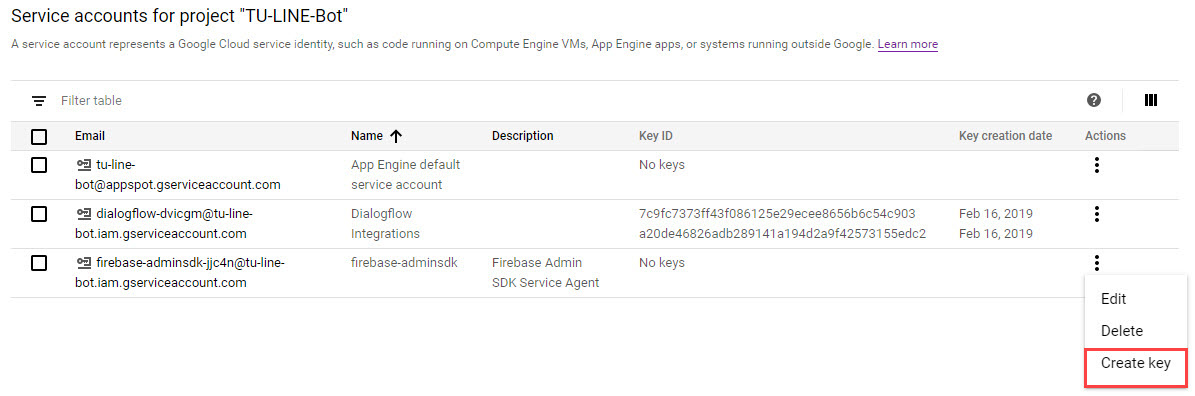 Service accounts for project "TU-LINE-Bot"
A service account represents a Google Cloud service identity, such as code running on Compute Engine VMs, App Engine apps, or systems running outside Google. Learn more
Filter table
Email Name Description Key ID Key creation date Actions
tu-line- App Engine default No keys
bot@appspot.gserviceaccount.com service account
dialogflow-dvicgm@tu-line- Dialogflow 7c9fc7373ff43f086125e29ecee8656b6c54c903 Feb 16, 2019
bot.iam.gserviceaccount.com Integrations a20de46826adb289141a194d2a9f42573155edc2 Feb 16, 2019
firebase-adminsdk-jjc4n@tu-line- firebase-adminsdk Firebase Admin No keys
bot.iam.gserviceaccount.com SDK Service Agent
Edit
Delete
Create key